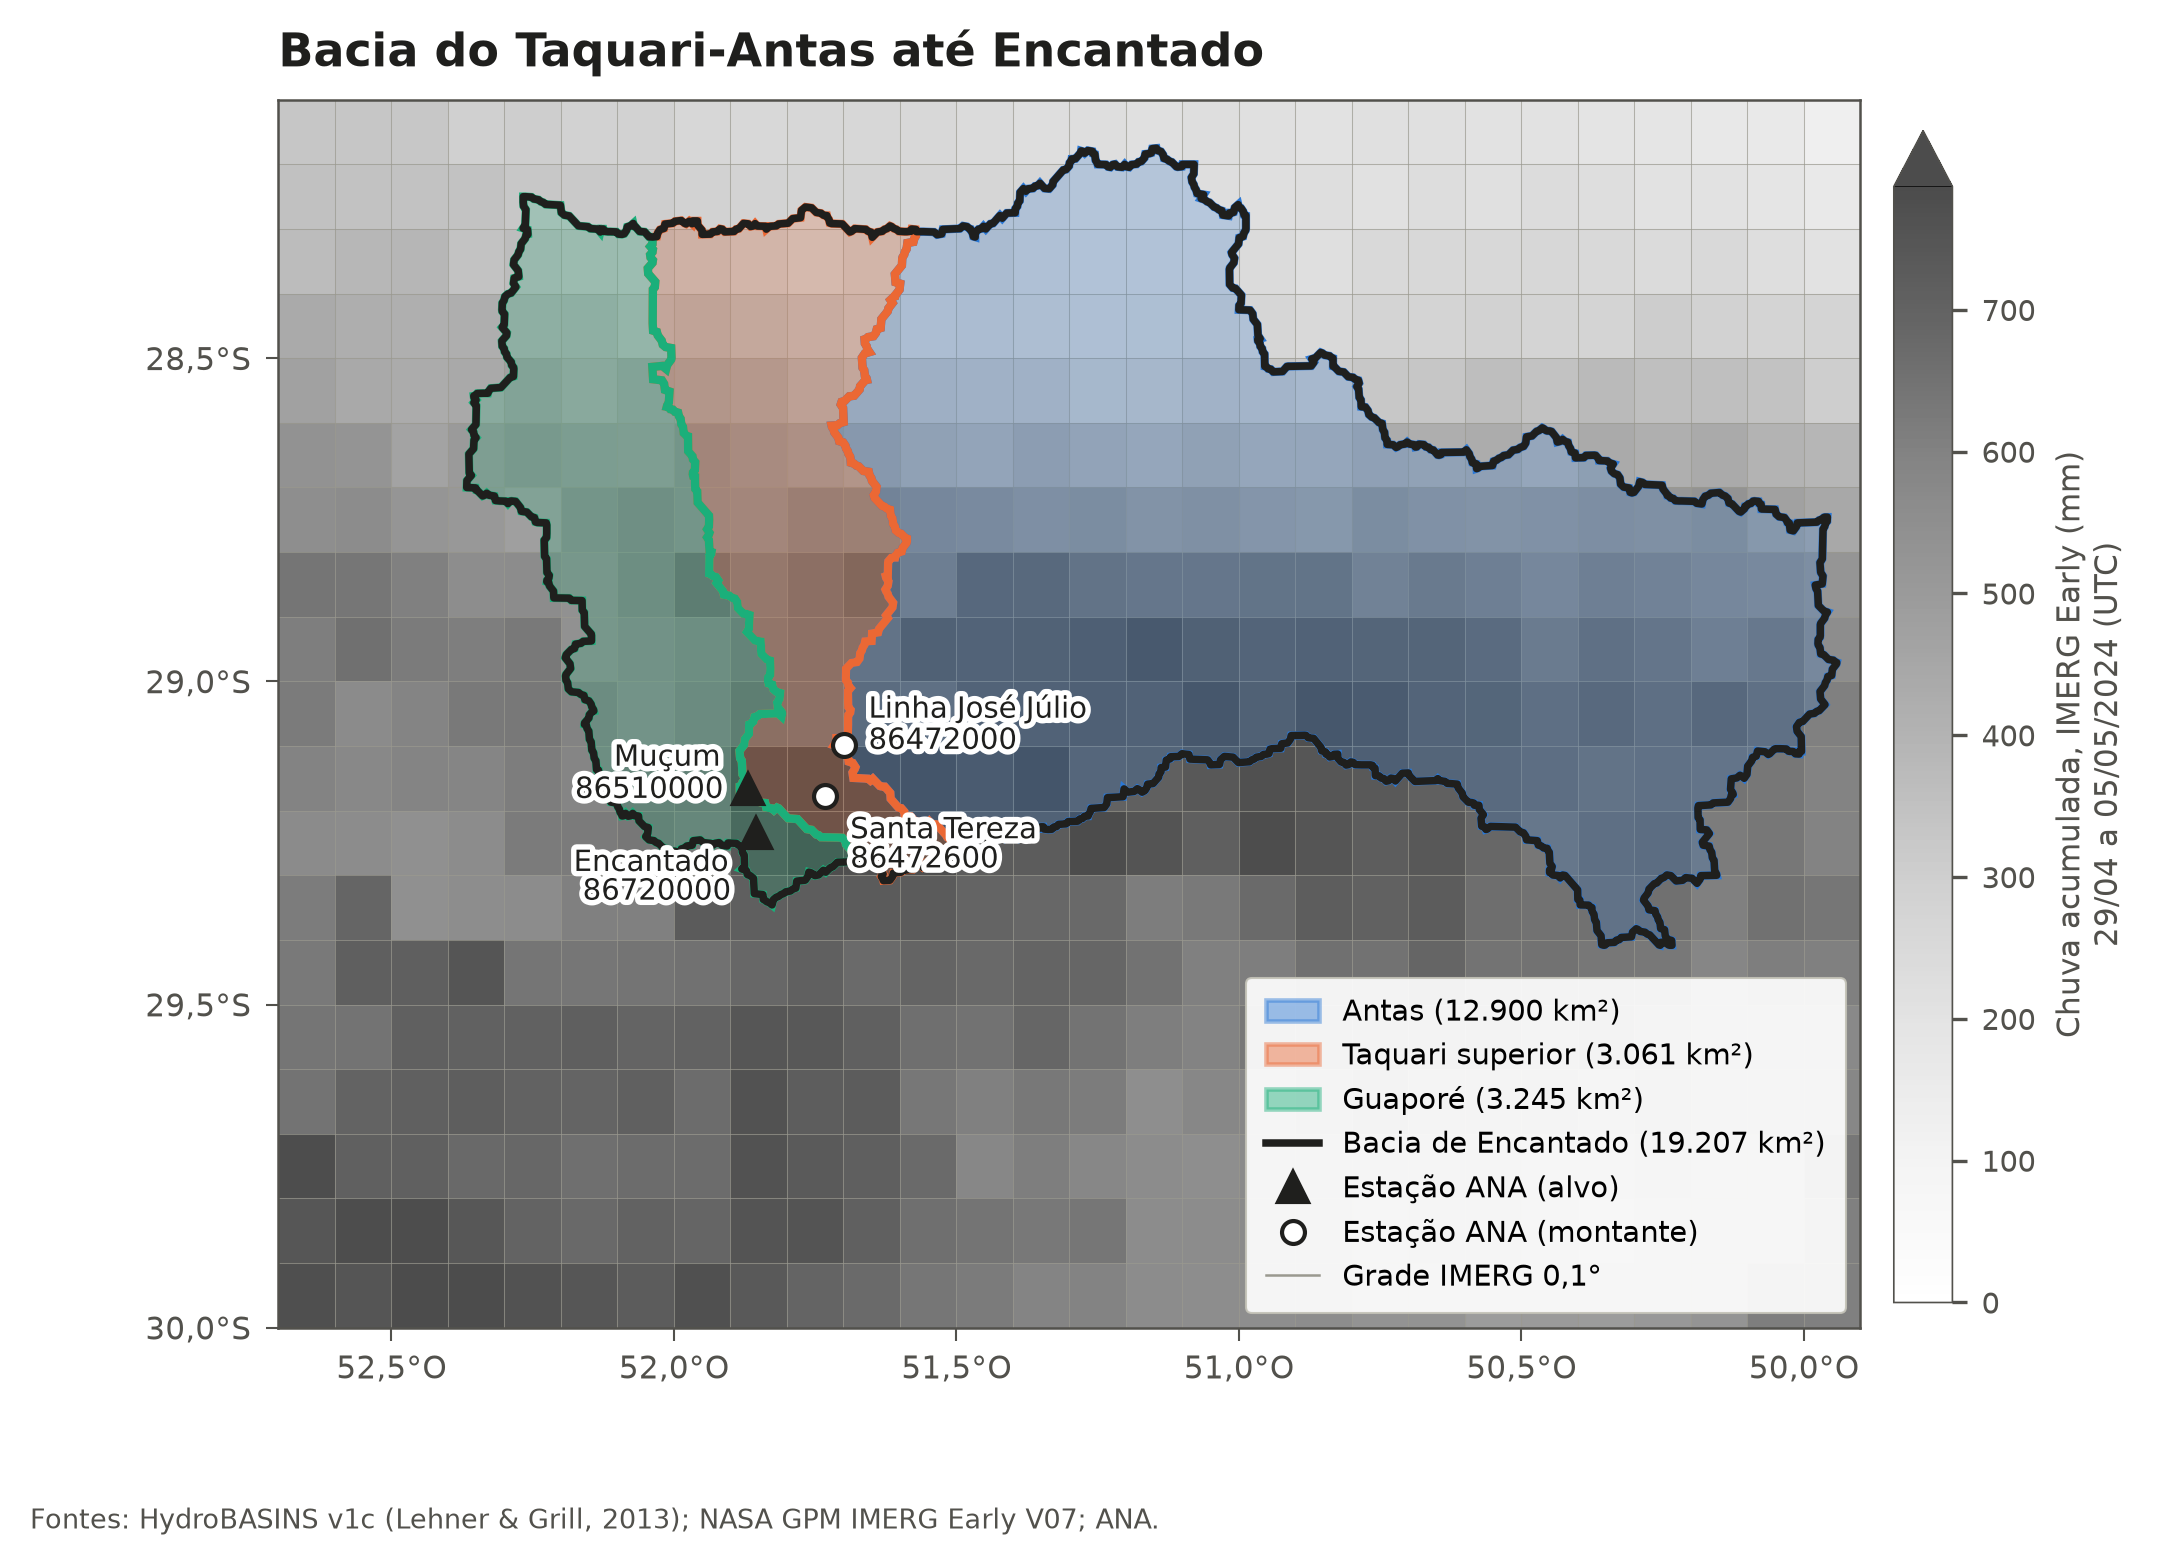 Bacia do Taquari-Antas até Encantado
28,5°S
29,0°S
29,5°S
30,0°S
52,5°O
52,0°O
51,5°O
51,0°O
50,5°O
50,0°O
Linha José Júlio
86472000
Muçum
86510000
Santa Tereza
86472600
Encantado
86720000
Antas (12.900 km²)
Taquari superior (3.061 km²)
Guaporé (3.245 km²)
Bacia de Encantado (19.207 km²)
Estação ANA (alvo)
Estação ANA (montante)
Grade IMERG 0,1°
700
600
500
400
300
200
100
0
Chuva acumulada, IMERG Early (mm)
29/04 a 05/05/2024 (UTC)
Fontes: HydroBASINS v1c (Lehner & Grill, 2013); NASA GPM IMERG Early V07; ANA.